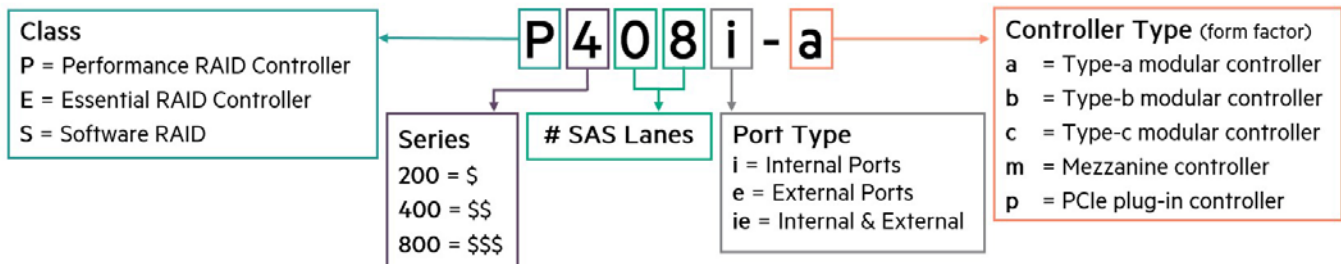 P408i-a
Class
P = Performance RAID Controller
E = Essential RAID Controller
S = Software RAID
Series
200 = $
400 = $$
800 = $$$
# SAS Lanes
Port Type
i = Internal Ports
e = External Ports
ie = Internal & External
Controller Type (form factor)
a = Type-a modular controller
b = Type-b modular controller
c = Type-c modular controller
m = Mezzanine controller
p = PCIe plug-in controller